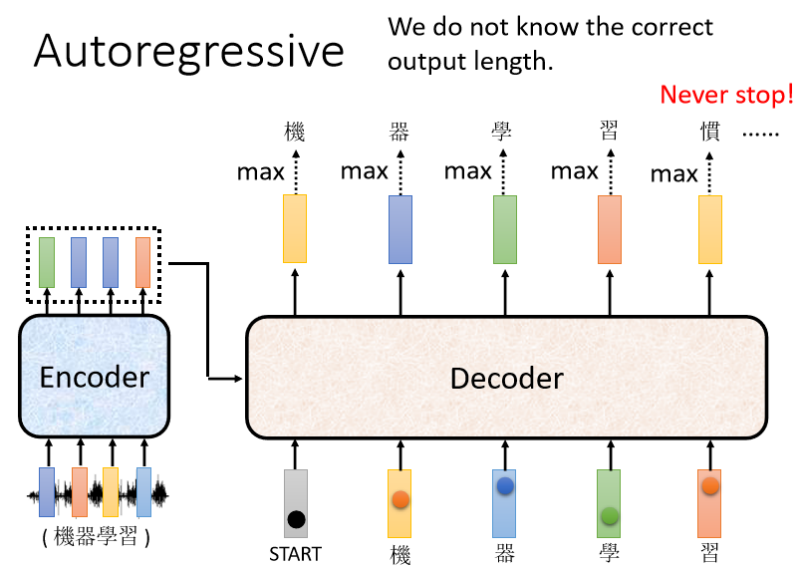 Autoregressive
We do not know the correct
output length.
Never stop!
機 器 學 習 慣 ......
max max max max max
Encoder
Decoder
( 機器學習 )
START 機 器 學 習